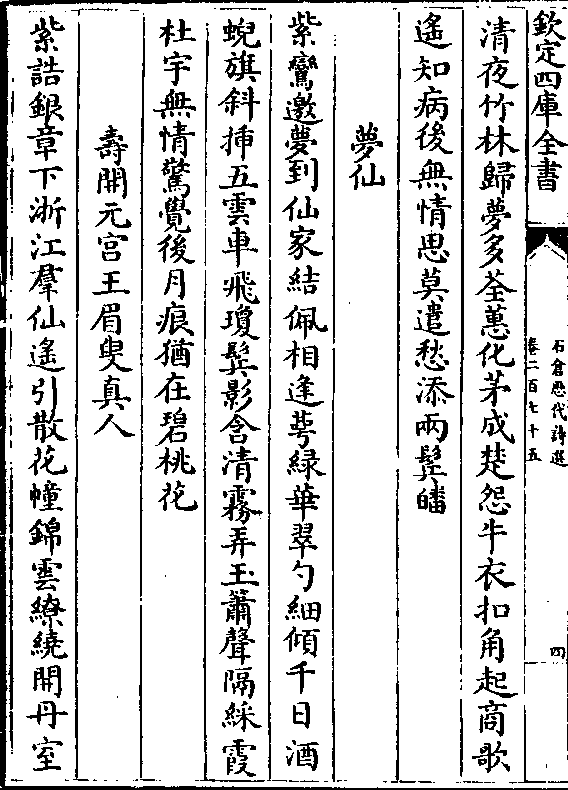 欽定四庫全書
石倉歷代詩選
卷二百七十五
四
清夜竹林歸夢多荃蕙化茅成楚怨牛衣扣角起商歌
遙知病後無情思莫遣愁添兩鬂皤
夢仙
紫鸞邀夢到仙家結佩相逢萼綠華翠勺細傾千日酒
蜺旗斜挿五雲車飛瓊鬂影含清霧弄玉簫聲隔綵霞
杜宇無情驚覺後月痕猶在碧桃花
壽開元宫王眉叟真人
紫誥銀章下浙江羣仙遙引散花幢錦雲繚繞開丹室